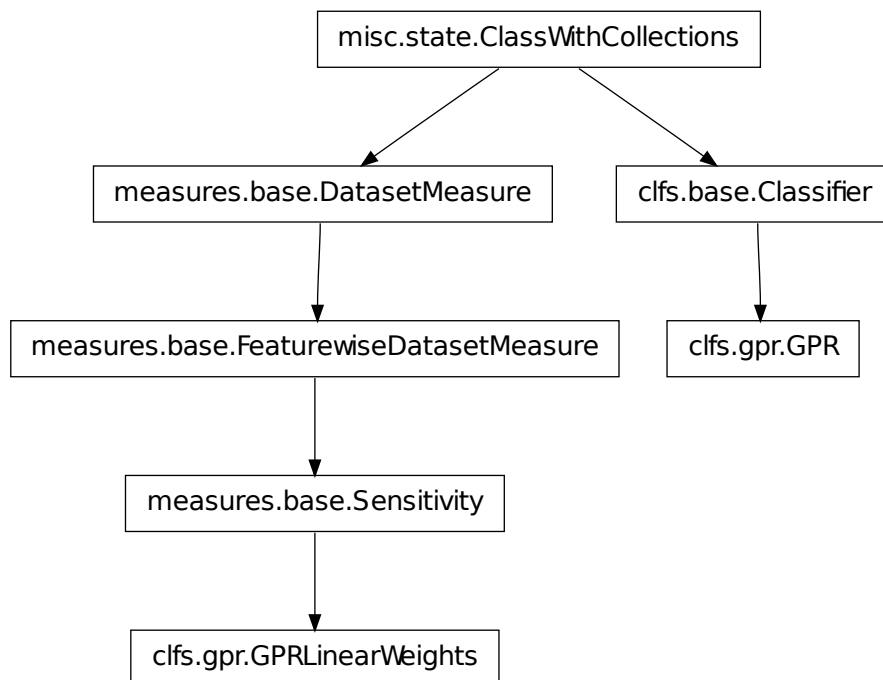 misc.state.ClassWithCollections
measures.base.DatasetMeasure
clfs.base.Classifier
measures.base.FeaturewiseDatasetMeasure
clfs.gpr.GPR
measures.base.Sensitivity
clfs.gpr.GPRLinearWeights